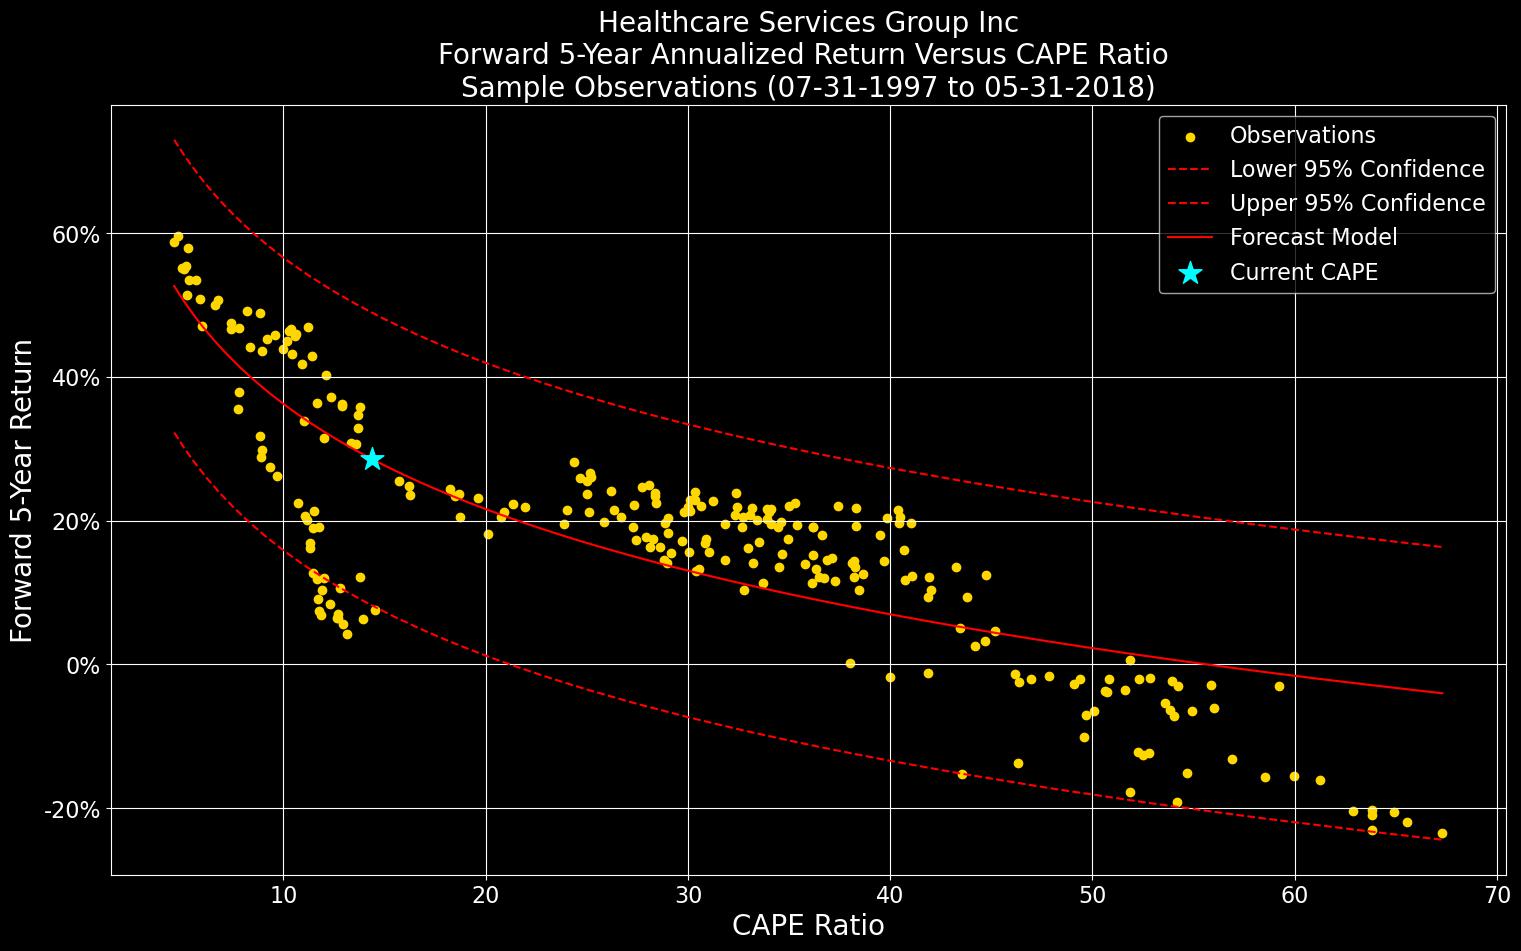 Healthcare Services Group Inc
Forward 5-Year Annualized Return Versus CAPE Ratio
Sample Observations (07-31-1997 to 05-31-2018)
Observations
Lower 95% Confidence
Upper 95% Confidence
Forecast Model
Current CAPE
Forward 5-Year Return
60%
40%
20%
0%
-20%
10 20 30 40 50 60 70
CAPE Ratio